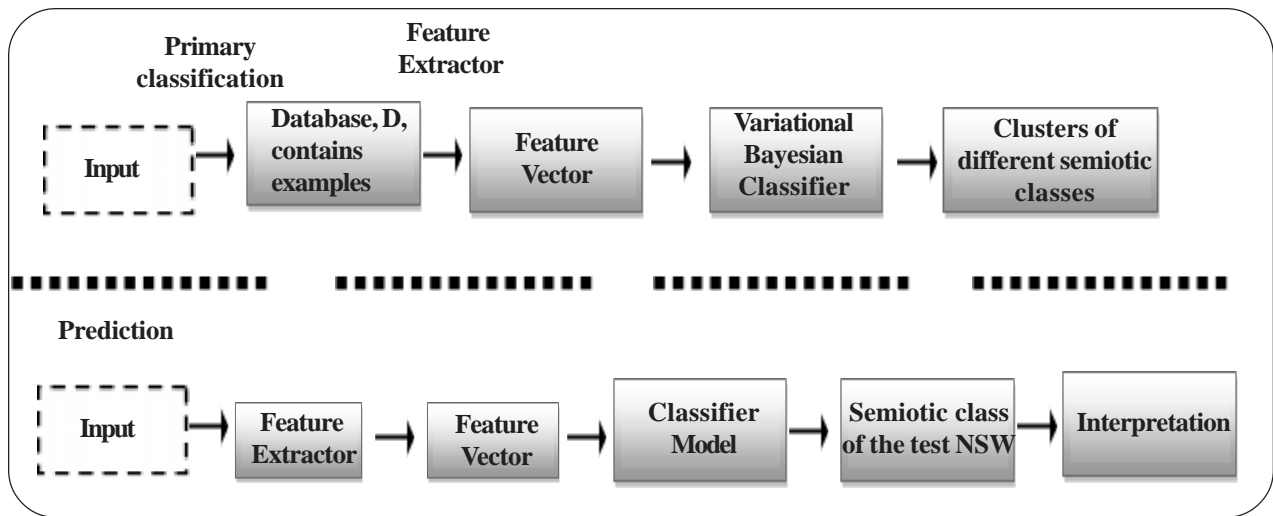 Primary
classification
Feature
Extractor
Input
Database, D,
contains
examples
Feature
Vector
Variational
Bayesian
Classifier
Clusters of
different semiotic
classes
Prediction
Input
Feature
Extractor
Feature
Vector
Classifier
Model
Semiotic class
of the test NSW
Interpretation